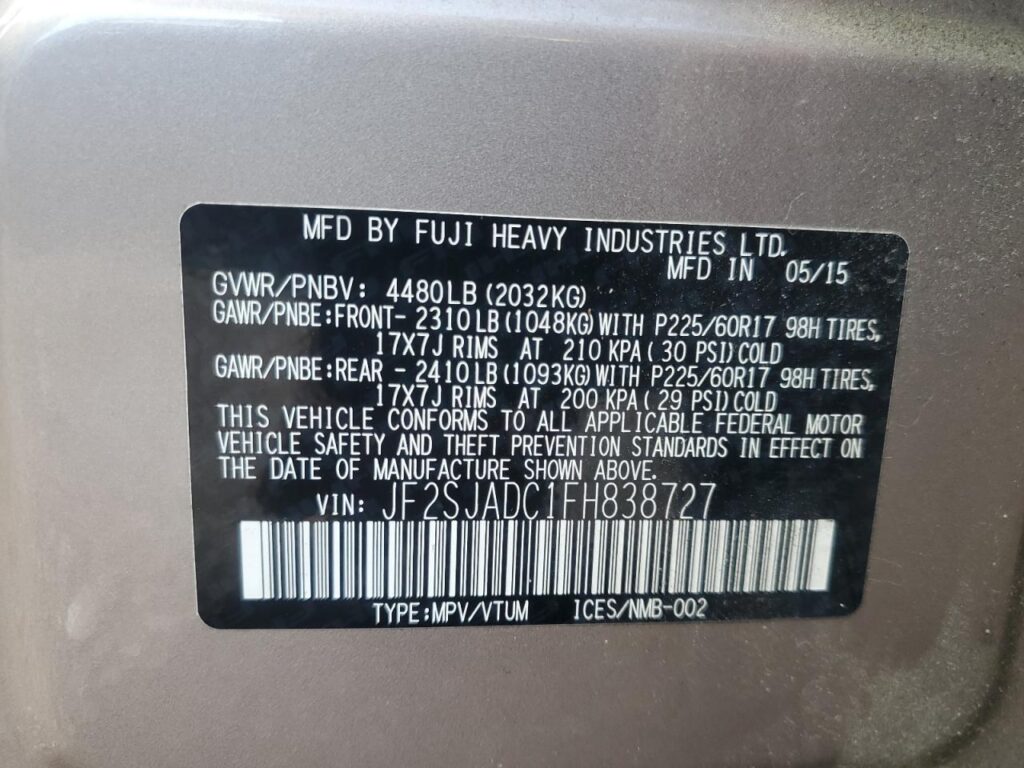 MFD BY FUJI HEAVY INDUSTRIES LTD.
MFD IN 05/15
GVWR/PNBV: 4480LB (2032KG)
GAWR/PNBE:FRONT- 2310LB (1048KG) WITH P225/60R17 98H TIRES,
17X7J RIMS AT 210 KPA ( 30 PSI) COLD
GAWR/PNBE:REAR - 2410LB (1093KG) WITH P225/60R17 98H TIRES,
17X7J RIMS AT 200 KPA ( 29 PSI) COLD
THIS VEHICLE CONFORMS TO ALL APPLICABLE FEDERAL MOTOR
VEHICLE SAFETY AND THEFT PREVENTION STANDARDS IN EFFECT ON
THE DATE OF MANUFACTURE SHOWN ABOVE.
VIN: JF2SJADC1FH838727
TYPE:MPV/VTUM ICES/NMB-002